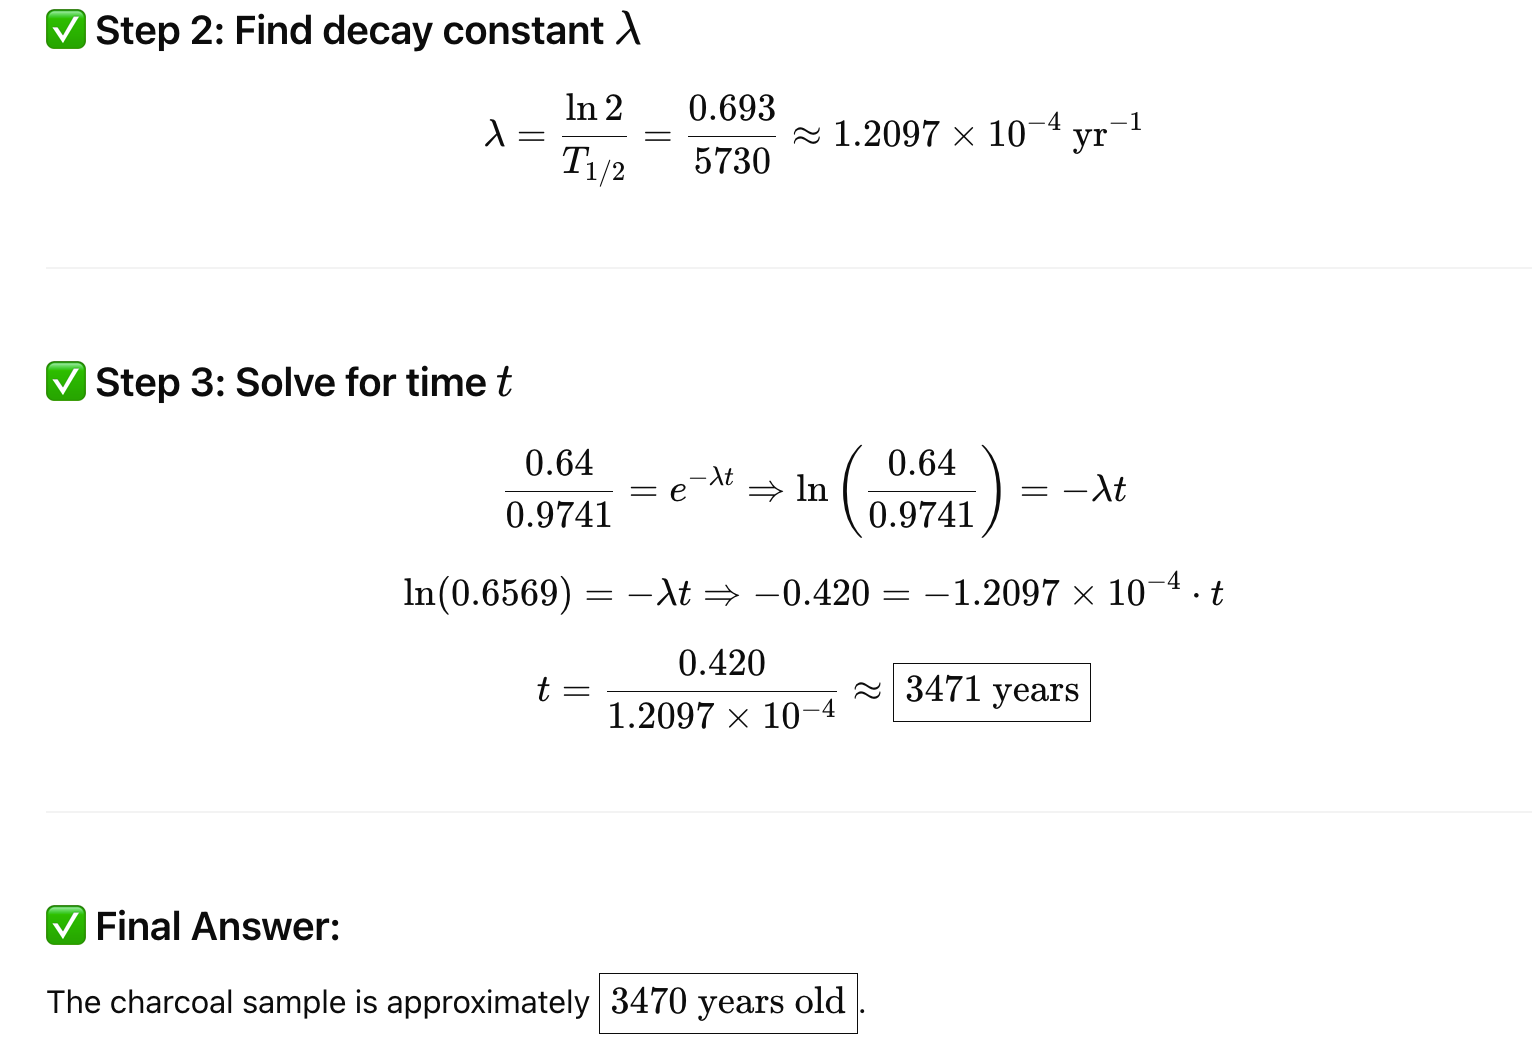 ✅ Step 2: Find decay constant λ
λ = ln 2 / T_{1/2} = 0.693 / 5730 ≈ 1.2097 × 10^{−4} yr^{−1}
✅ Step 3: Solve for time t
0.64 / 0.9741 = e^{−λt} ⇒ ln(0.64 / 0.9741) = −λt
ln(0.6569) = −λt ⇒ −0.420 = −1.2097 × 10^{−4} · t
t = 0.420 / 1.2097 × 10^{−4} ≈ 3471 years
✅ Final Answer:
The charcoal sample is approximately 3470 years old.